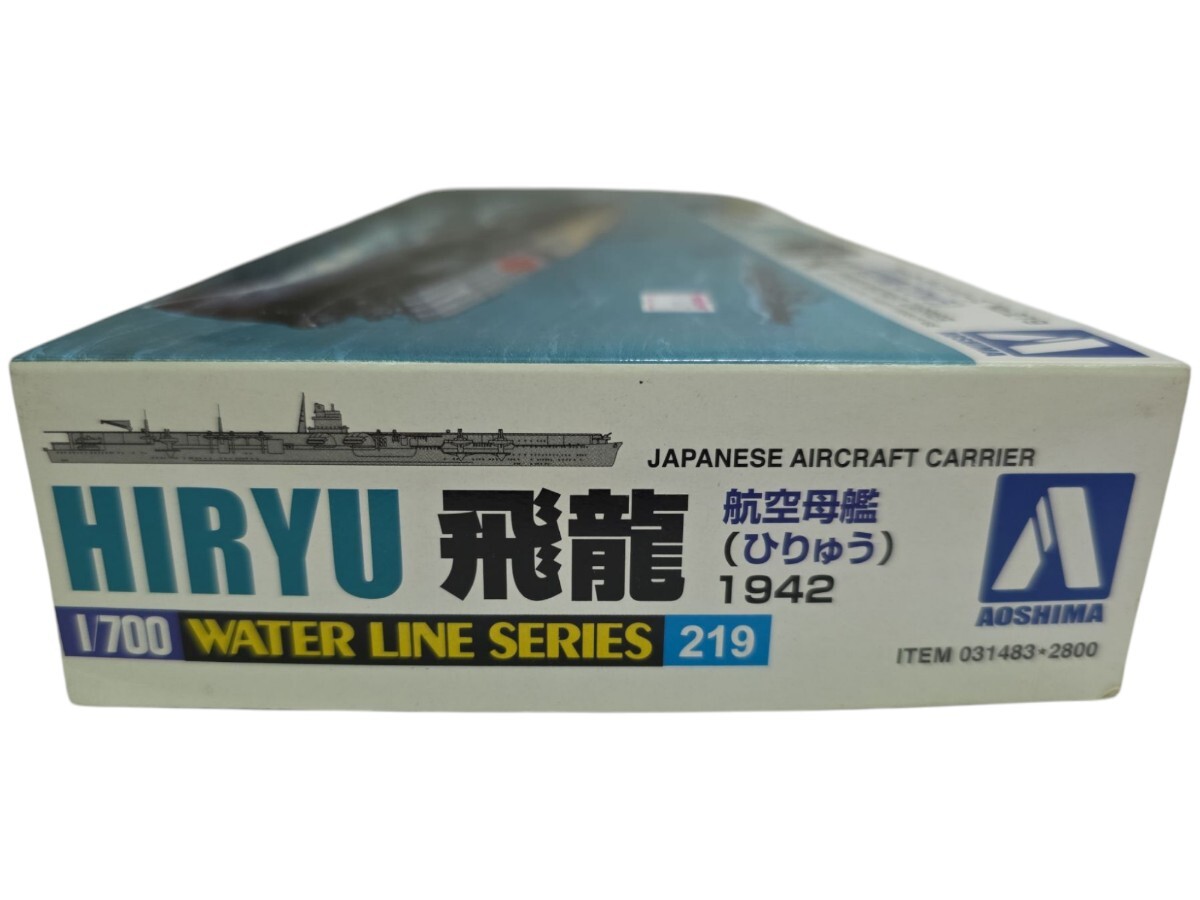 JAPANESE AIRCRAFT CARRIER
HIRYU 飛龍 航空母艦
(ひりゅう)
1942
AOSHIMA
1/700 WATER LINE SERIES 219
ITEM 031483★2800